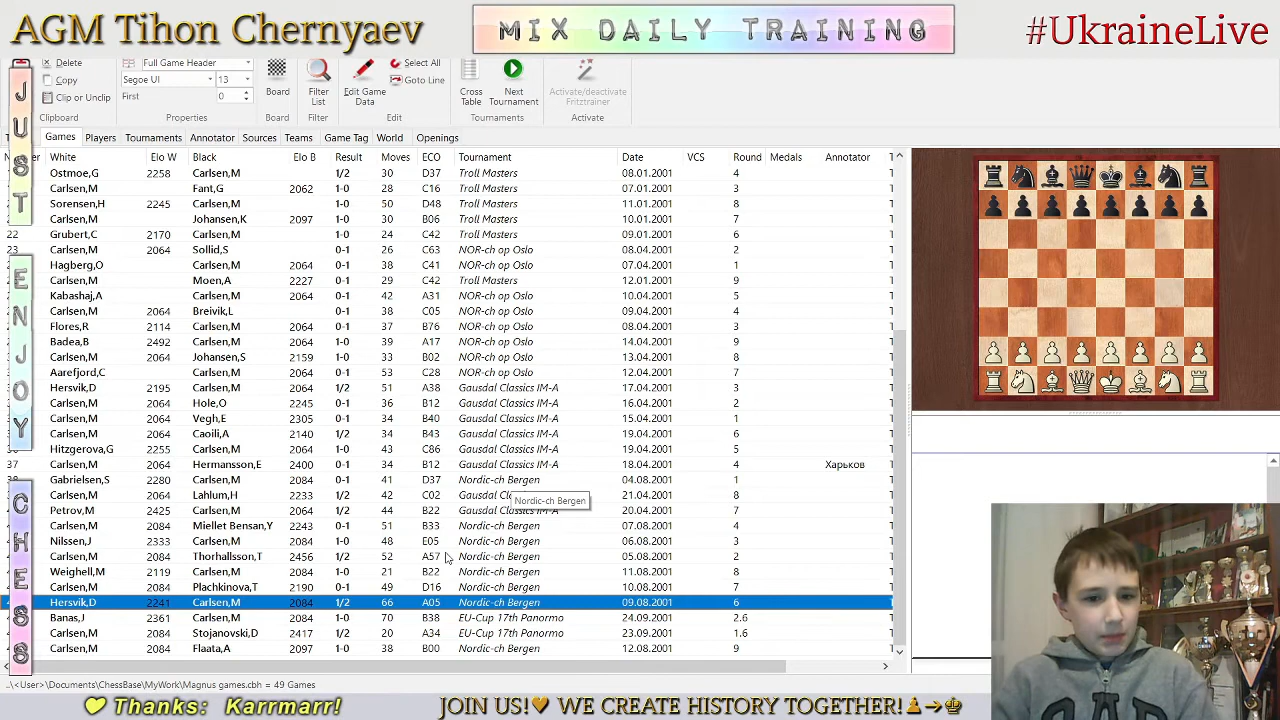 AGM Tihon Chernyaev
MIX DAILY TRAINING
#UkraineLive
JUST
ENJOY
CHESS
Delete
Copy
Clip or Unclip
Clipboard
Full Game Header
Segoe UI 13
First 0
Properties
Board
Board
Filter List
Filter
Edit Game Data
Select All
Goto Line
Edit
Cross Table
Next Tournament
Tournaments
Activate/deactivate Fritztrainer
Activate
Games Players Tournaments Annotator Sources Teams Game Tag World Openings
White Elo W Black Elo B Result Moves ECO Tournament Date VCS Round Medals Annotator
Ostmoe,G 2258 Carlsen,M 1/2 30 D37 Troll Masters 08.01.2001 4
Carlsen,M Fant,G 2062 1-0 28 C16 Troll Masters 07.01.2001 3
Sorensen,H 2245 Carlsen,M 1-0 50 D48 Troll Masters 11.01.2001 8
Carlsen,M Johansen,K 2097 1-0 30 B06 Troll Masters 10.01.2001 7
22 Grubert,C 2170 Carlsen,M 1-0 24 C42 Troll Masters 09.01.2001 6
23 Carlsen,M 2064 Sollid,S 0-1 26 C63 NOR-ch op Oslo 08.04.2001 2
Hagberg,O Carlsen,M 2064 0-1 38 C41 NOR-ch op Oslo 07.04.2001 1
Carlsen,M Moen,A 2227 0-1 29 C42 Troll Masters 12.01.2001 9
Kabashaj,A Carlsen,M 2064 1-0 42 A31 NOR-ch op Oslo 10.04.2001 5
Carlsen,M 2064 Breivik,L 0-1 38 C05 NOR-ch op Oslo 09.04.2001 4
Flores,R 2114 Carlsen,M 2064 0-1 37 B76 NOR-ch op Oslo 08.04.2001 3
Badea,B 2492 Carlsen,M 2064 1-0 39 A17 NOR-ch op Oslo 14.04.2001 9
Carlsen,M 2064 Johansen,S 2159 1-0 33 B02 NOR-ch op Oslo 13.04.2001 8
Aarefjord,C Carlsen,M 2064 0-1 53 C28 NOR-ch op Oslo 12.04.2001 7
Hersvik,D 2195 Carlsen,M 2064 1/2 51 A38 Gausdal Classics IM-A 17.04.2001 3
Carlsen,M 2064 Hole,O 2195 1-0 36 B12 Gausdal Classics IM-A 16.04.2001 2
Carlsen,M 2064 Vegh,E 2305 0-1 34 B40 Gausdal Classics IM-A 15.04.2001 1
Carlsen,M 2064 Caoili,A 2140 1/2 34 B43 Gausdal Classics IM-A 19.04.2001 6
Hitzgerova,G 2255 Carlsen,M 2064 1-0 43 C86 Gausdal Classics IM-A 19.04.2001 5
37 Carlsen,M 2064 Hermansson,E 2400 0-1 34 B12 Gausdal Classics IM-A 18.04.2001 4 Харьков
Gabrielsen,S 2280 Carlsen,M 2084 1-0 41 D37 Nordic-ch Bergen 04.08.2001 1
Carlsen,M 2064 Lahlum,H 2233 1/2 42 C02 Gausdal 21.04.2001 8
Nordic-ch Bergen
Petrov,M 2425 Carlsen,M 2064 1/2 44 B22 20.04.2001 7
Carlsen,M 2084 Miellet Bensan,Y 2243 0-1 51 B33 Nordic-ch Bergen 07.08.2001 4
Nilssen,J 2333 Carlsen,M 2084 1-0 48 E05 Nordic-ch Bergen 06.08.2001 3
Carlsen,M 2084 Thorhallsson,T 2456 1/2 52 A57 Nordic-ch Bergen 05.08.2001 2
Weighell,M 2119 Carlsen,M 2084 1-0 21 B22 Nordic-ch Bergen 11.08.2001 8
Carlsen,M 2084 Plachkinova,T 2190 0-1 49 D16 Nordic-ch Bergen 10.08.2001 7
Hersvik,D 2241 Carlsen,M 2084 1/2 66 A05 Nordic-ch Bergen 09.08.2001 6
Banas,J 2361 Carlsen,M 2084 1-0 70 B38 EU-Cup 17th Panormo 24.09.2001 2.6
Carlsen,M 2084 Stojanovski,D 2417 1/2 20 A34 EU-Cup 17th Panormo 23.09.2001 1.6
Carlsen,M 2084 Flaata,A 2097 1-0 38 B00 Nordic-ch Bergen 12.08.2001 9
..\<User>\Documents\ChessBase\MyWork\Magnus games.cbh = 49 Games
Thanks: Karrmarr!
JOIN US! WE CREATE HISTORY TOGETHER!